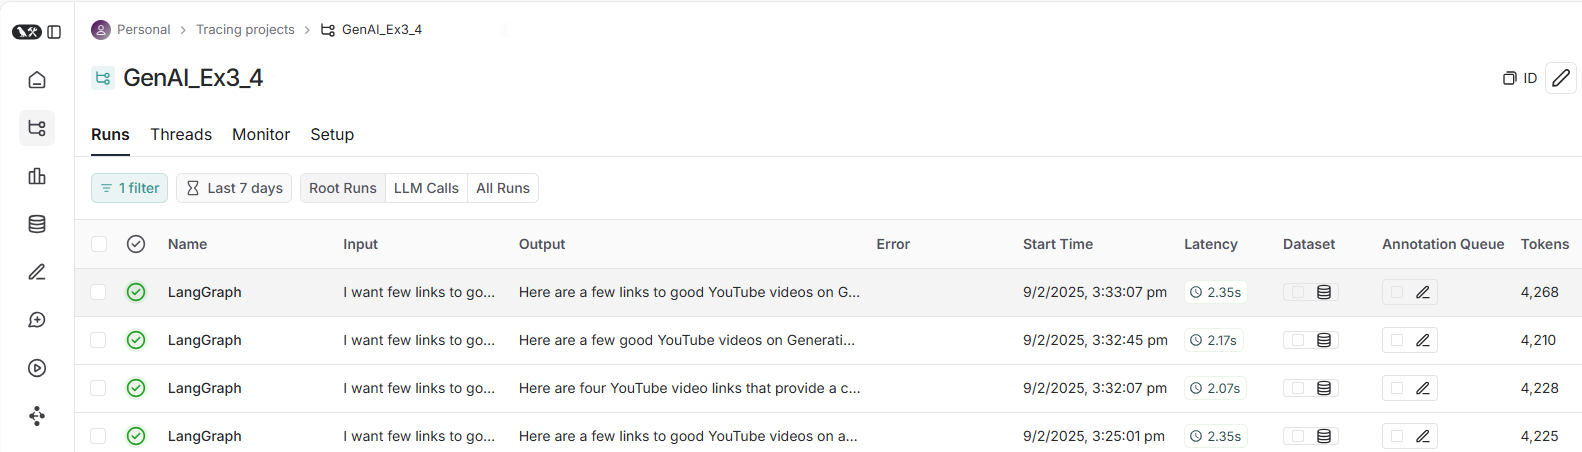 Personal > Tracing projects > GenAI_Ex3_4
GenAI_Ex3_4
ID
Runs Threads Monitor Setup
1 filter Last 7 days Root Runs LLM Calls All Runs
Name Input Output Error Start Time Latency Dataset Annotation Queue Tokens
LangGraph I want few links to go... Here are a few links to good YouTube videos on G... 9/2/2025, 3:33:07 pm 2.35s 4,268
LangGraph I want few links to go... Here are a few good YouTube videos on Generati... 9/2/2025, 3:32:45 pm 2.17s 4,210
LangGraph I want few links to go... Here are four YouTube video links that provide a c... 9/2/2025, 3:32:07 pm 2.07s 4,228
LangGraph I want few links to go... Here are a few links to good YouTube videos on a... 9/2/2025, 3:25:01 pm 2.35s 4,225